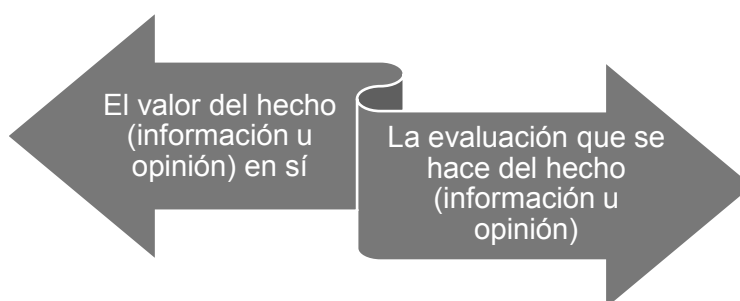 El valor del hecho
(información u
opinión) en sí
La evaluación que se
hace del hecho
(información u
opinión)